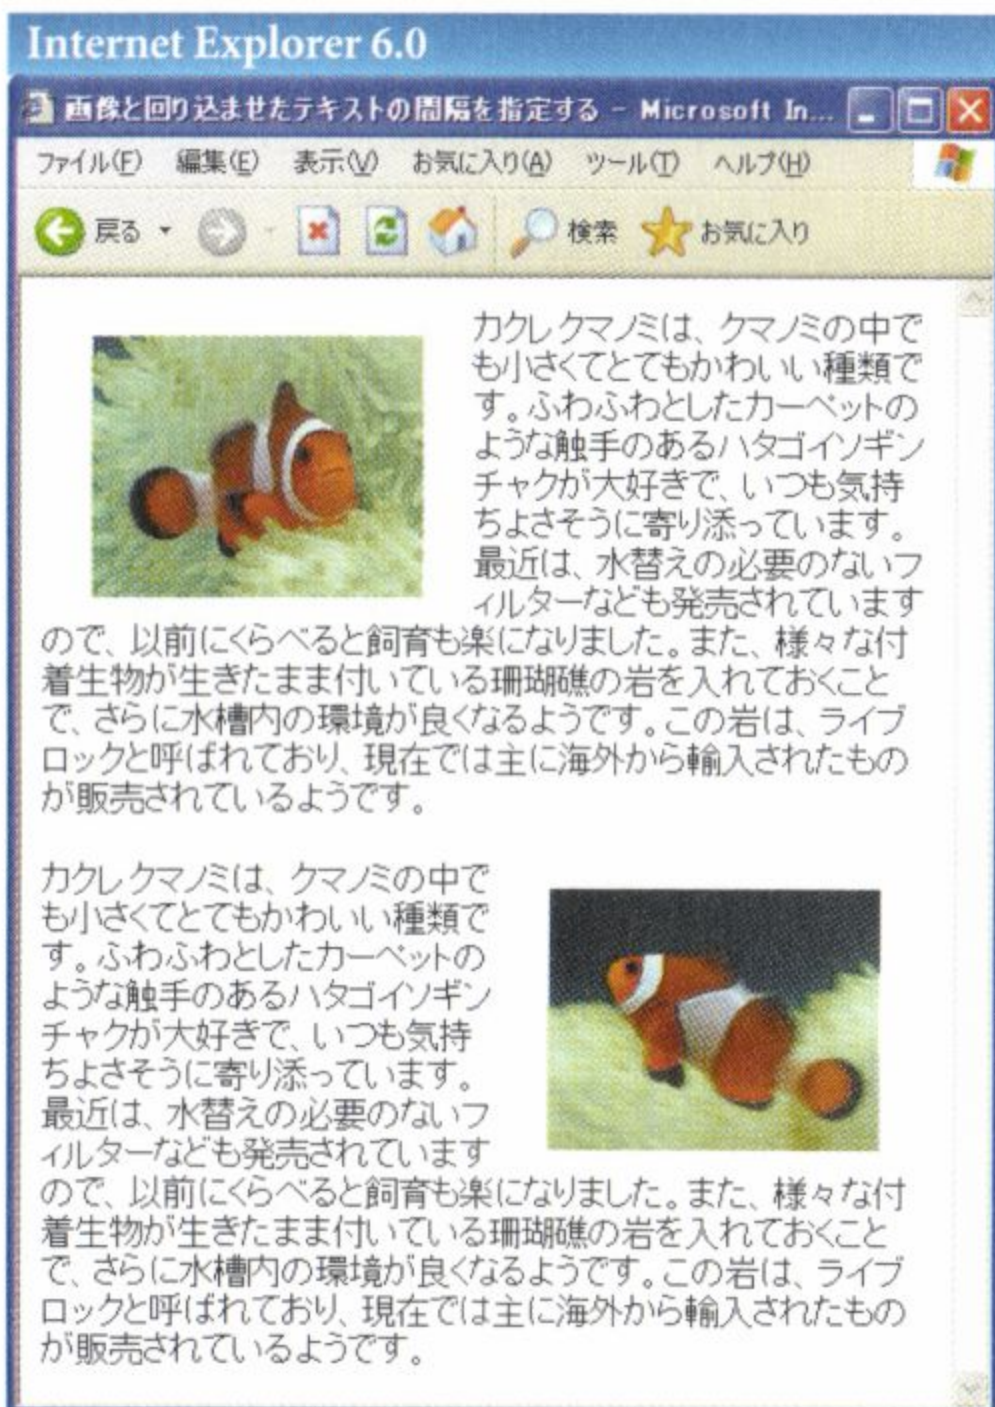 Internet Explorer 6.0
画像と回り込ませたテキストの間隔を指定する - Microsoft In...
ファイル(F) 編集(E) 表示(V) お気に入り(A) ツール(T) ヘルプ(H)
戻る 検索 お気に入り
カクレクマノミは、クマノミの中で
も小さくてとてもかわいい種類で
す。ふわふわとしたカーペットの
ような触手のあるハタゴイソギン
チャクが大好きで、いつも気持
ちよさそうに寄り添っています。
最近は、水替えの必要のないフ
ィルターなども発売されています
ので、以前にくらべると飼育も楽になりました。また、様々な付
着生物が生きたまま付いている珊瑚礁の岩を入れておくこと
で、さらに水槽内の環境が良くなるようです。この岩は、ライブ
ロックと呼ばれており、現在では主に海外から輸入されたもの
が販売されているようです。
カクレクマノミは、クマノミの中で
も小さくてとてもかわいい種類で
す。ふわふわとしたカーペットの
ような触手のあるハタゴイソギン
チャクが大好きで、いつも気持
ちよさそうに寄り添っています。
最近は、水替えの必要のないフ
ィルターなども発売されています
ので、以前にくらべると飼育も楽になりました。また、様々な付
着生物が生きたまま付いている珊瑚礁の岩を入れておくこと
で、さらに水槽内の環境が良くなるようです。この岩は、ライブ
ロックと呼ばれており、現在では主に海外から輸入されたもの
が販売されているようです。